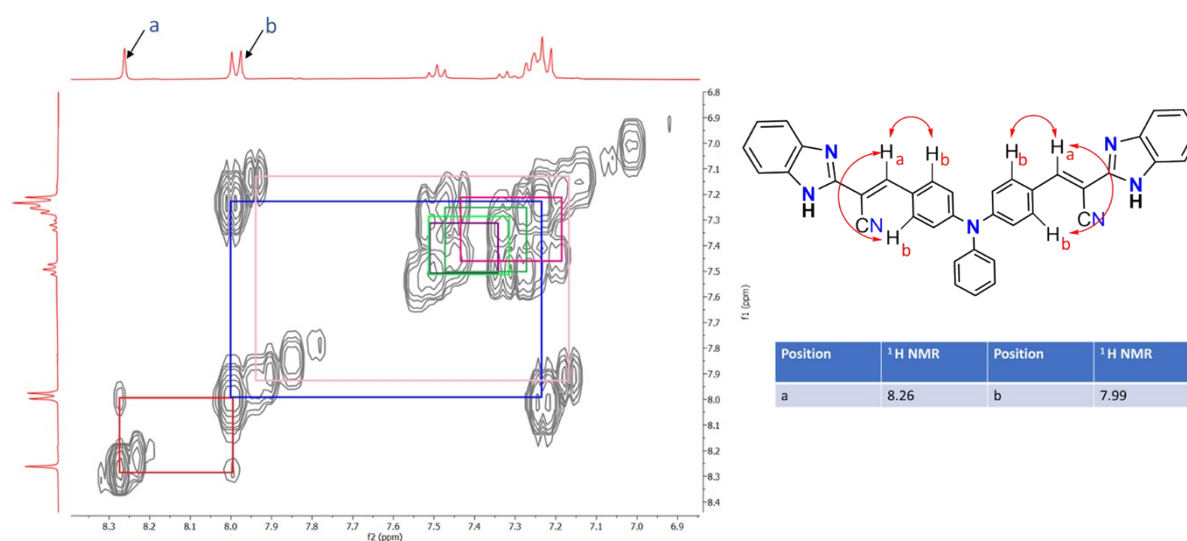 a
b
6.8
6.9
7.0
7.1
7.2
7.3
7.4
7.5
7.6
7.7
7.8
7.9
8.0
8.1
8.2
8.3
8.4
f1 (ppm)
8.3 8.2 8.1 8.0 7.9 7.8 7.7 7.6 7.5 7.4 7.3 7.2 7.1 7.0 6.9
f2 (ppm)
N
N
H
CN
H a
H b
H b
N
H b
H a
H b
CN
N
N
H
Position ¹H NMR Position ¹H NMR
a 8.26 b 7.99